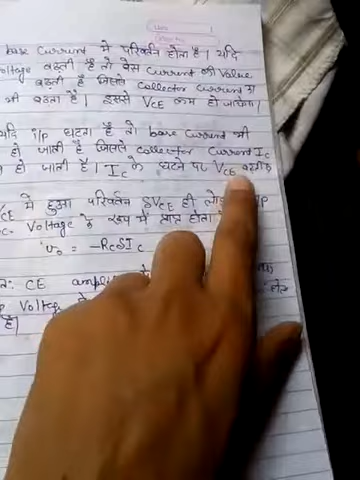 base Current में परिवर्तन होता है। यदि
voltage बढ़ती है तो बेस Current की Value
बढ़ती है जिससे Collector Current
भी बढ़ता है। इससे VCE कम हो जायेगा।
यदि i/p घटता है तो base Current भी
हो जाती है जिससे collector Current Ic
हो जाती है। Ic के घटने पर VCE
VCE में हुआ परिवर्तन δVCE ही
Voltage के रूप में प्राप्त होता
v₀ = -RcδIc
CE
Voltage
है।